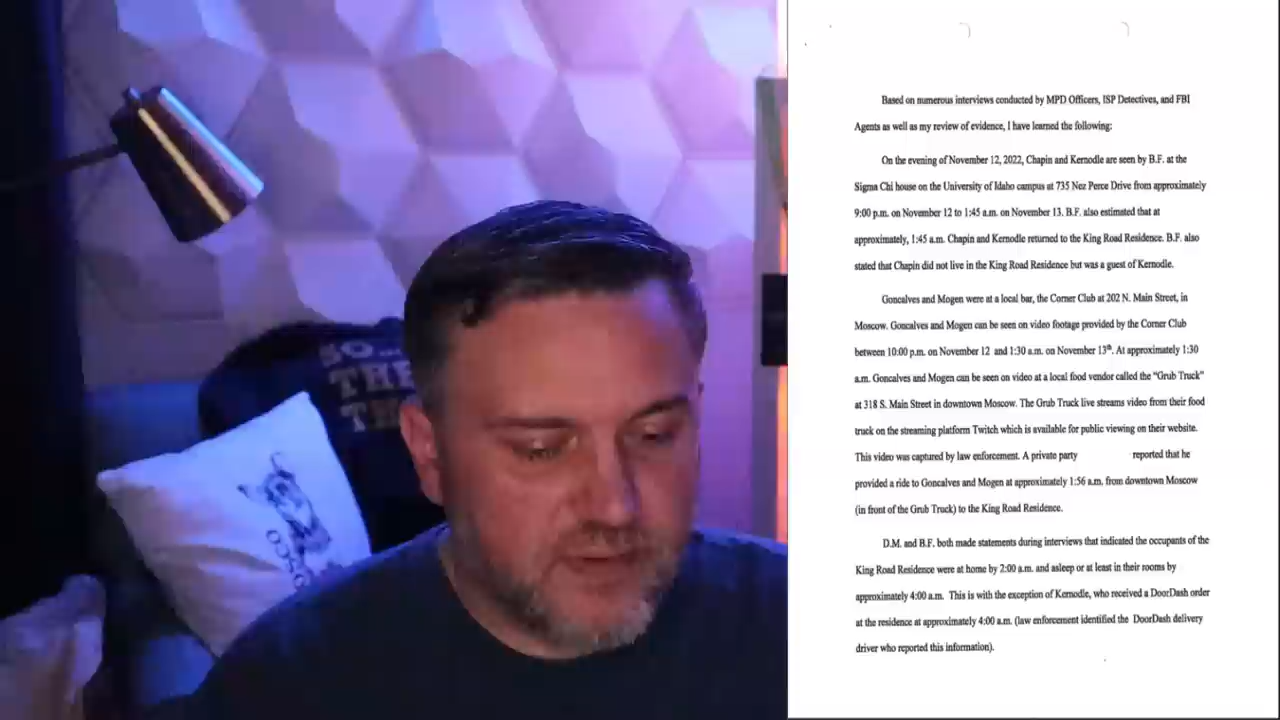 SO...
Based on numerous interviews conducted by MPD Officers, ISP Detectives, and FBI
Agents as well as my review of evidence, I have learned the following:
On the evening of November 12, 2022, Chapin and Kernodle are seen by B.F. at the
Sigma Chi house on the University of Idaho campus at 735 Nez Perce Drive from approximately
9:00 p.m. on November 12 to 1:45 a.m. on November 13. B.F. also estimated that at
approximately, 1:45 a.m. Chapin and Kernodle returned to the King Road Residence. B.F. also
stated that Chapin did not live in the King Road Residence but was a guest of Kernodle.
Goncalves and Mogen were at a local bar, the Corner Club at 202 N. Main Street, in
Moscow. Goncalves and Mogen can be seen on video footage provided by the Corner Club
between 10:00 p.m. on November 12 and 1:30 a.m. on November 13th. At approximately 1:30
a.m. Goncalves and Mogen can be seen on video at a local food vendor called the "Grub Truck"
at 318 S. Main Street in downtown Moscow. The Grub Truck live streams video from their food
truck on the streaming platform Twitch which is available for public viewing on their website.
This video was captured by law enforcement. A private party reported that he
provided a ride to Goncalves and Mogen at approximately 1:56 a.m. from downtown Moscow
(in front of the Grub Truck) to the King Road Residence.
D.M. and B.F. both made statements during interviews that indicated the occupants of the
King Road Residence were at home by 2:00 a.m. and asleep or at least in their rooms by
approximately 4:00 a.m. This is with the exception of Kernodle, who received a DoorDash order
at the residence at approximately 4:00 a.m. (law enforcement identified the DoorDash delivery
driver who reported this information).